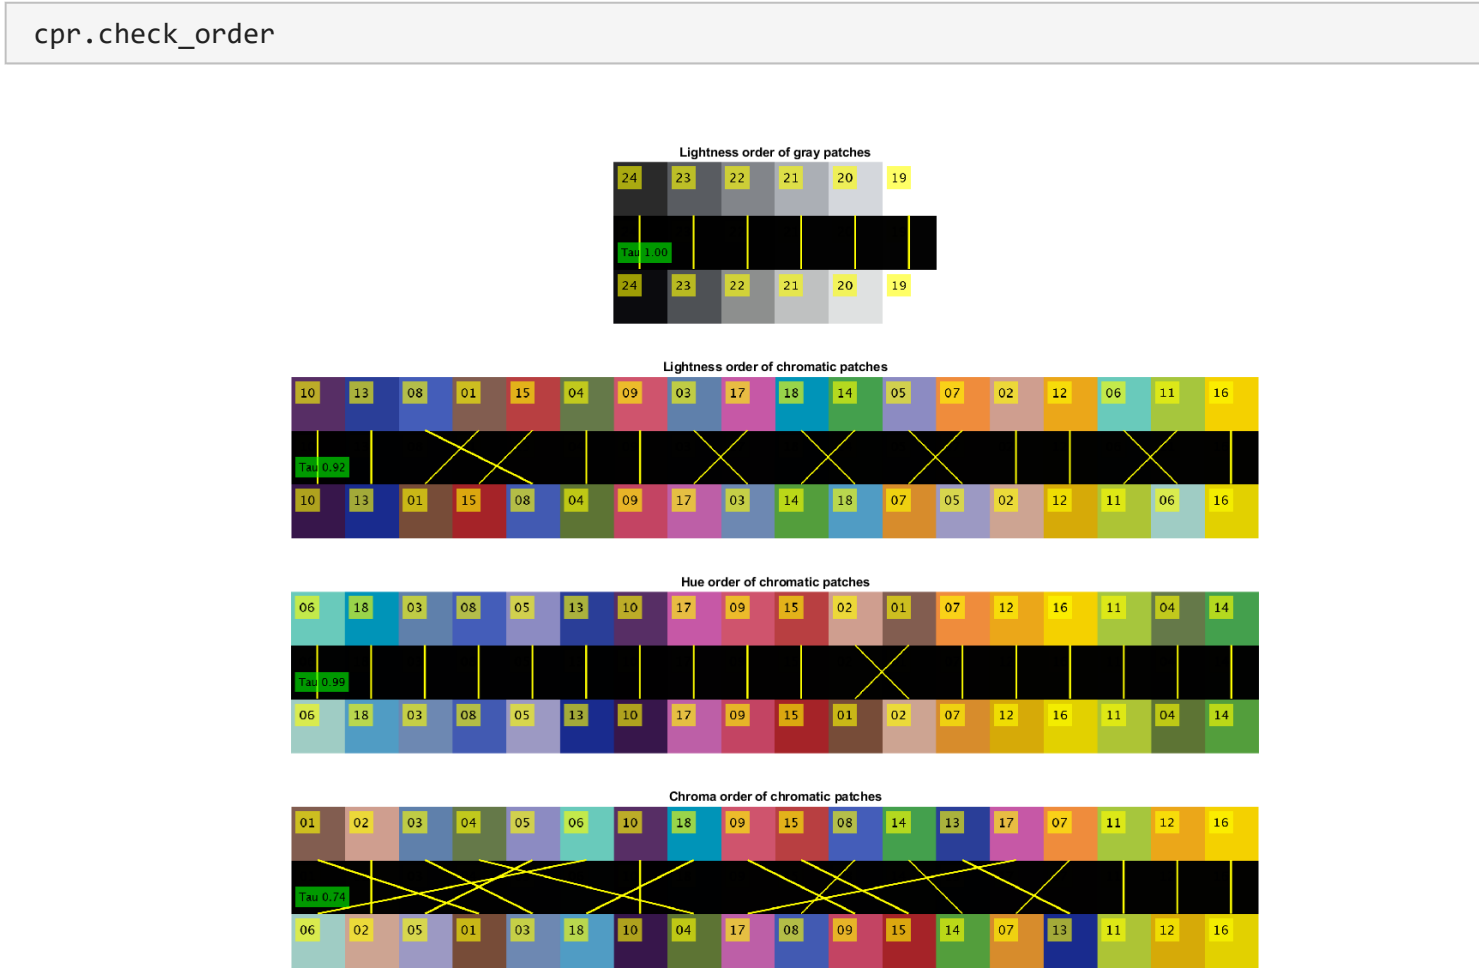 cpr.check_order
Lightness order of gray patches
24 23 22 21 20 19
Tau 1.00
24 23 22 21 20 19
Lightness order of chromatic patches
10 13 08 01 15 04 09 03 17 18 14 05 07 02 12 06 11 16
Tau 0.92
10 13 01 15 08 04 09 17 03 14 18 07 05 02 12 11 06 16
Hue order of chromatic patches
06 18 03 08 05 13 10 17 09 15 02 01 07 12 16 11 04 14
Tau 0.99
06 18 03 08 05 13 10 17 09 15 01 02 07 12 16 11 04 14
Chroma order of chromatic patches
01 02 03 04 05 06 10 18 09 15 08 14 13 17 07 11 12 16
Tau 0.74
06 02 05 01 03 18 10 04 17 08 09 15 14 07 13 11 12 16